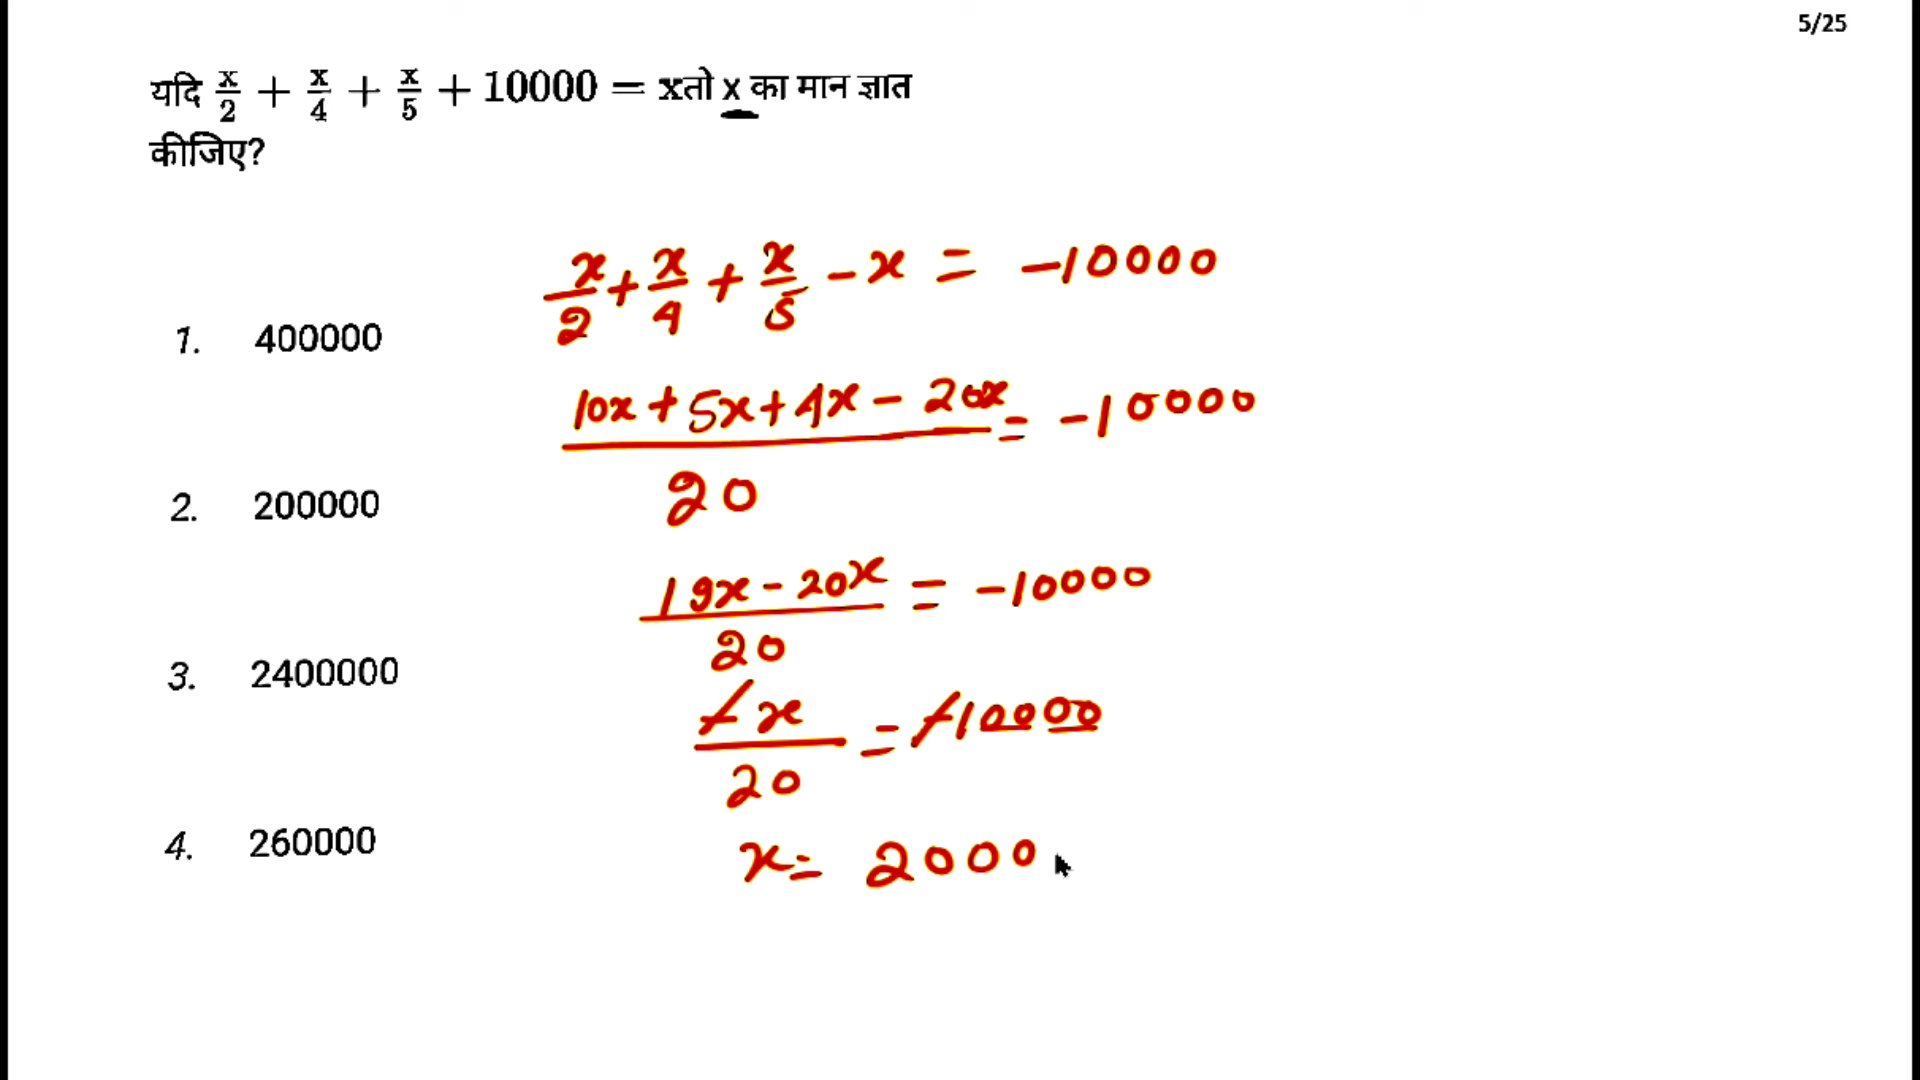 5/25
यदि x/2 + x/4 + x/5 + 10000 = xतो x का मान ज्ञात
कीजिए?
x/2 + x/4 + x/5 - x = -10000
1. 400000
10x + 5x + 4x - 20x / 20 = -10000
2. 200000
19x - 20x / 20 = -10000
3. 2400000
-x / 20 = -10000
4. 260000
x = 2000